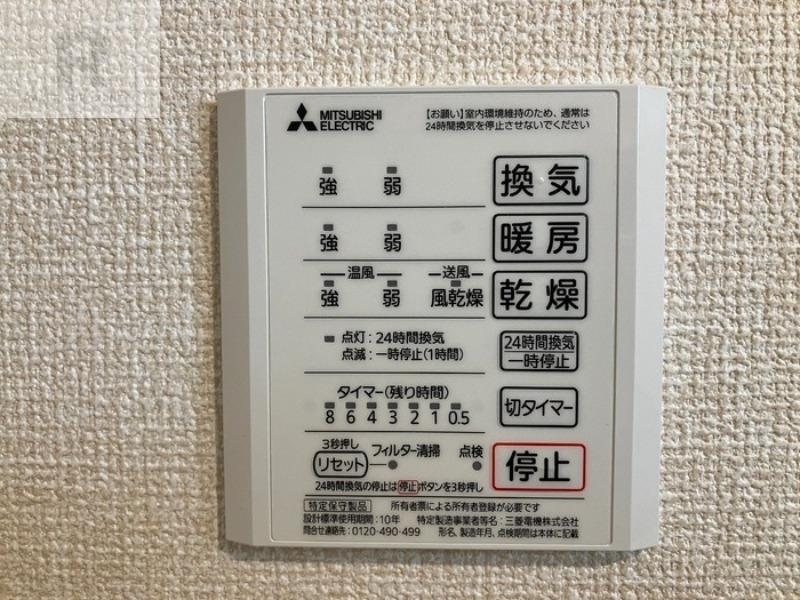 MITSUBISHI
ELECTRIC
【お願い】室内環境維持のため、通常は
24時間換気を停止させないでください
強 弱 換気
強 弱 暖房
温風 送風
強 弱 風乾燥 乾燥
点灯:24時間換気
点滅:一時停止(1時間)
24時間換気
一時停止
タイマー(残り時間)
8 6 4 3 2 1 0.5
切タイマー
3秒押し
リセット フィルター清掃 点検
停止
24時間換気の停止は停止ボタンを3秒押し
特定保守製品 所有者票による所有者登録が必要です
設計標準使用期間:10年 特定製造事業者等名:三菱電機株式会社
問合せ連絡先:0120-490-499 形名、製造年月、点検期間は本体に記載